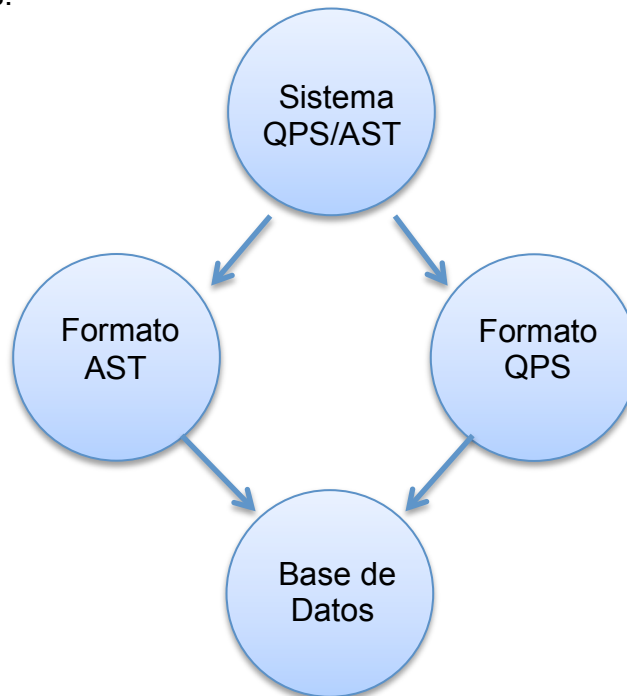 Sistema
QPS/AST
Formato
AST
Formato
QPS
Base de
Datos